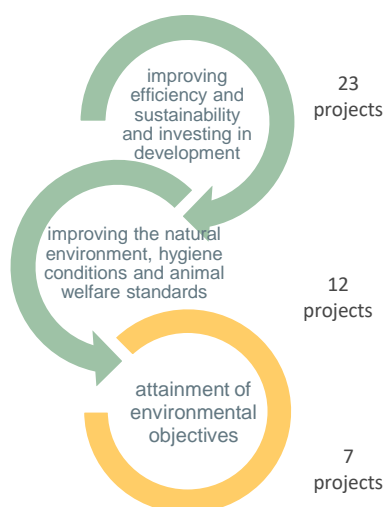 improving
efficiency and
sustainability
and investing in
development
23
projects
improving the natural
environment, hygiene
conditions and animal
welfare standards
12
projects
attainment of
environmental
objectives
7
projects